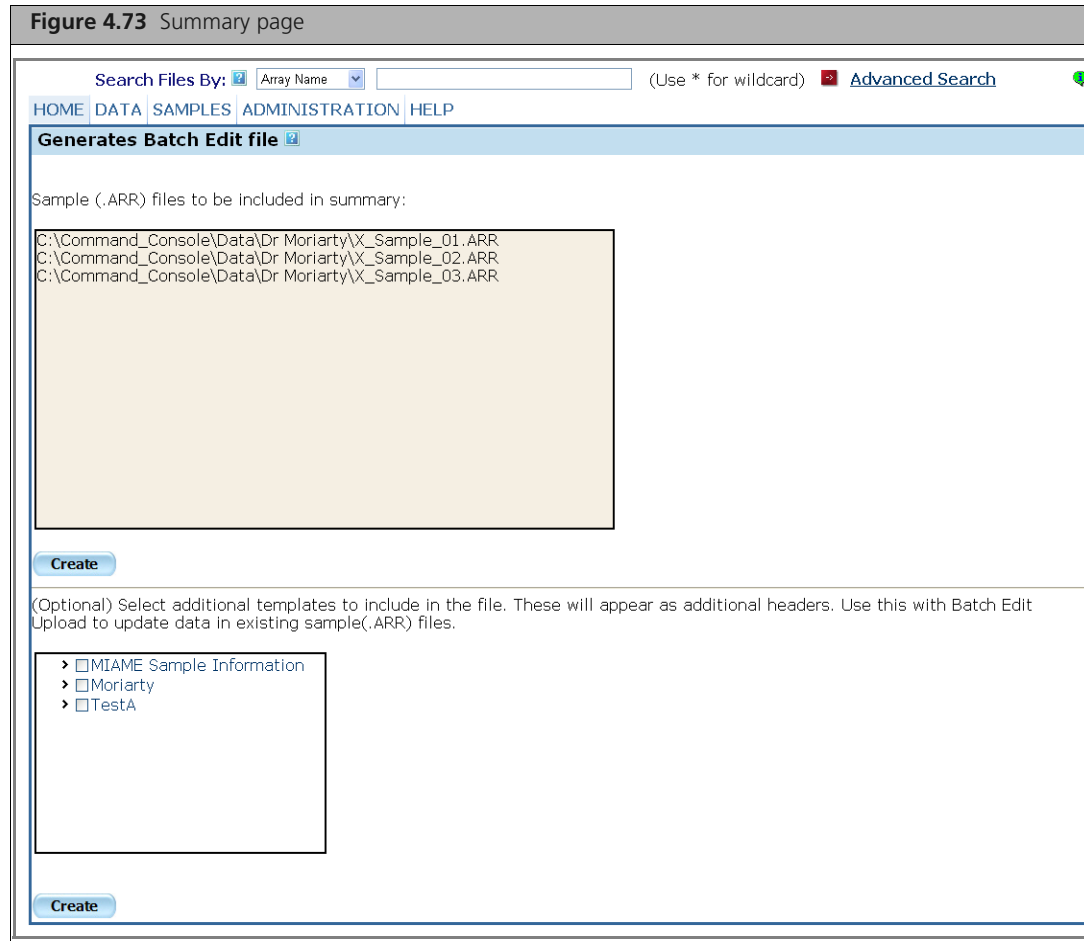 Figure 4.73 Summary page
Search Files By: ? Array Name (Use * for wildcard) Advanced Search
HOME DATA SAMPLES ADMINISTRATION HELP
Generates Batch Edit file ?
Sample (.ARR) files to be included in summary:
C:\Command_Console\Data\Dr Moriarty\X_Sample_01.ARR
C:\Command_Console\Data\Dr Moriarty\X_Sample_02.ARR
C:\Command_Console\Data\Dr Moriarty\X_Sample_03.ARR
Create
(Optional) Select additional templates to include in the file. These will appear as additional headers. Use this with Batch Edit
Upload to update data in existing sample(.ARR) files.
MIAME Sample Information
Moriarty
TestA
Create